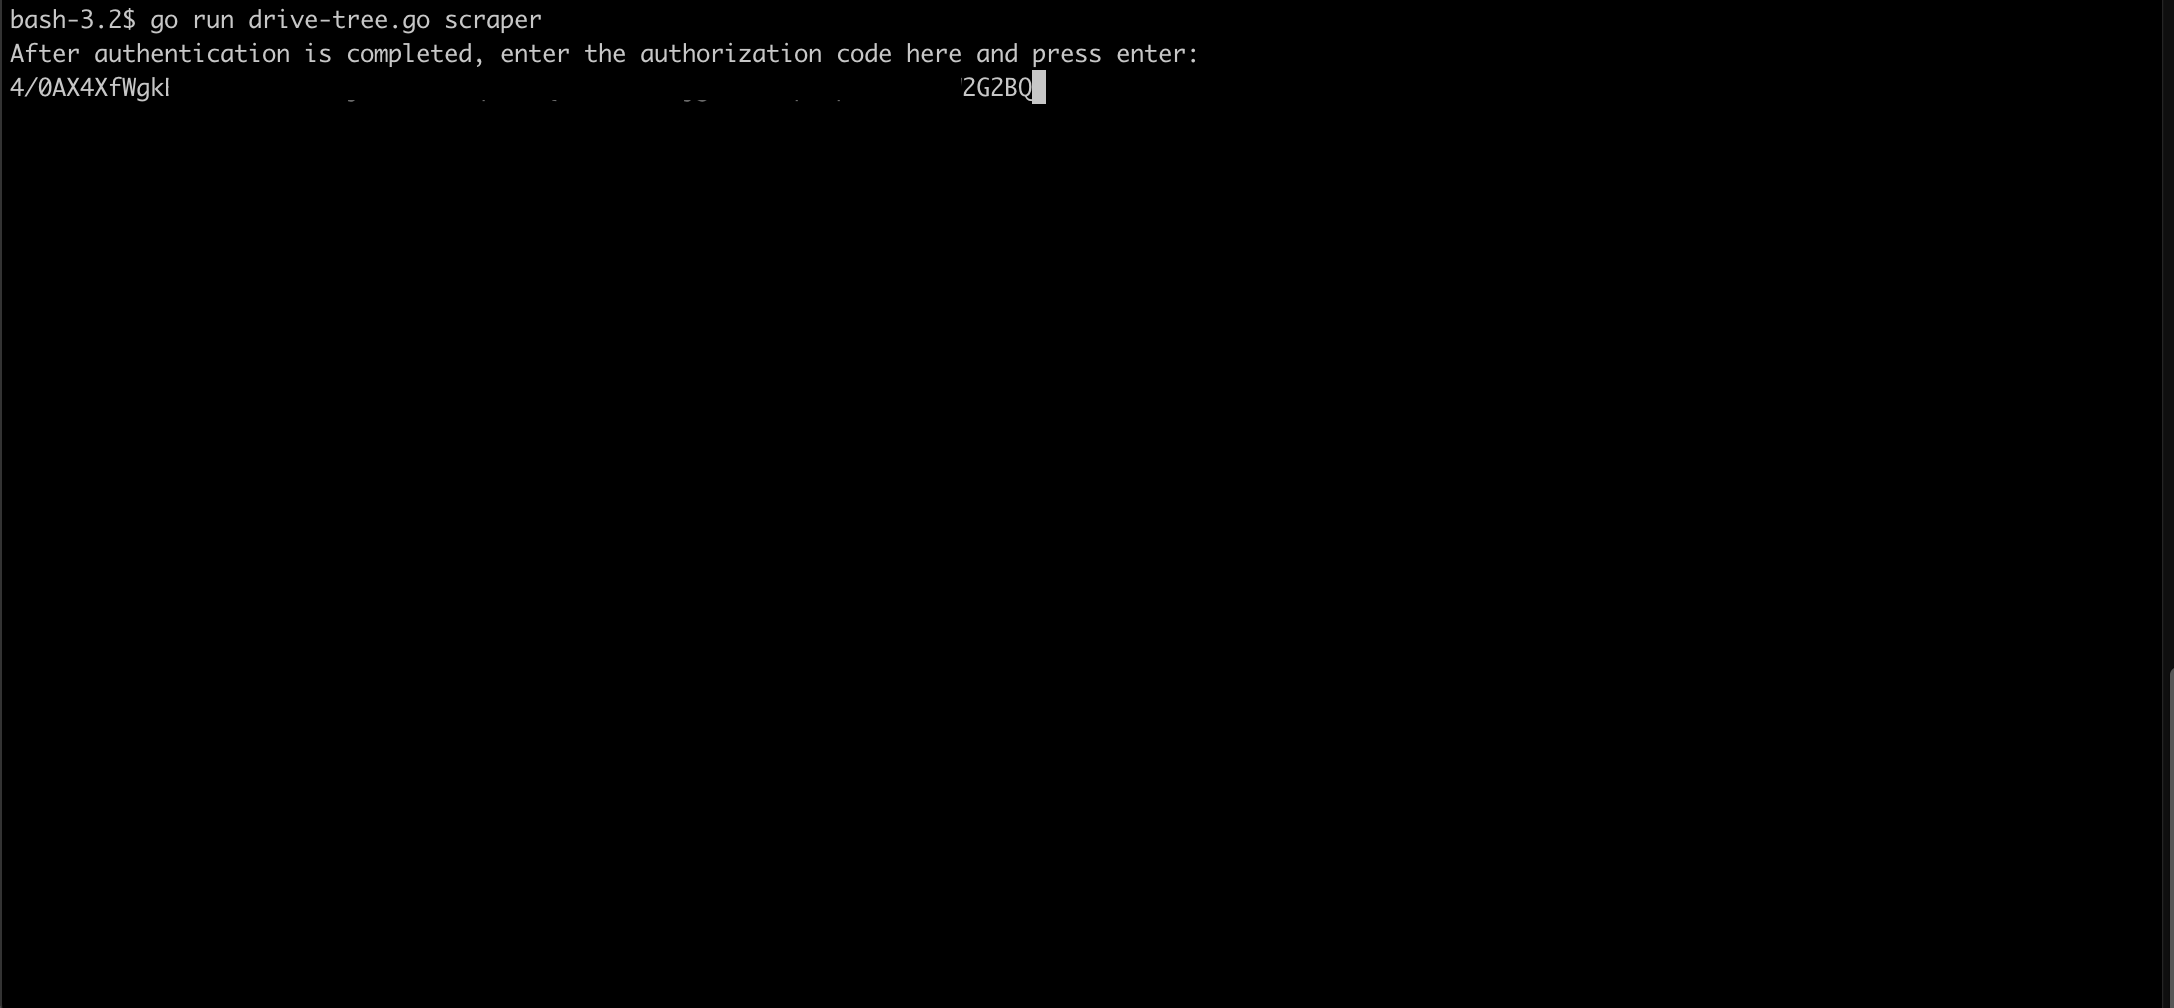 bash-3.2$ go run drive-tree.go scraper
After authentication is completed, enter the authorization code here and press enter:
4/0AX4XfWgk 2G2BQ